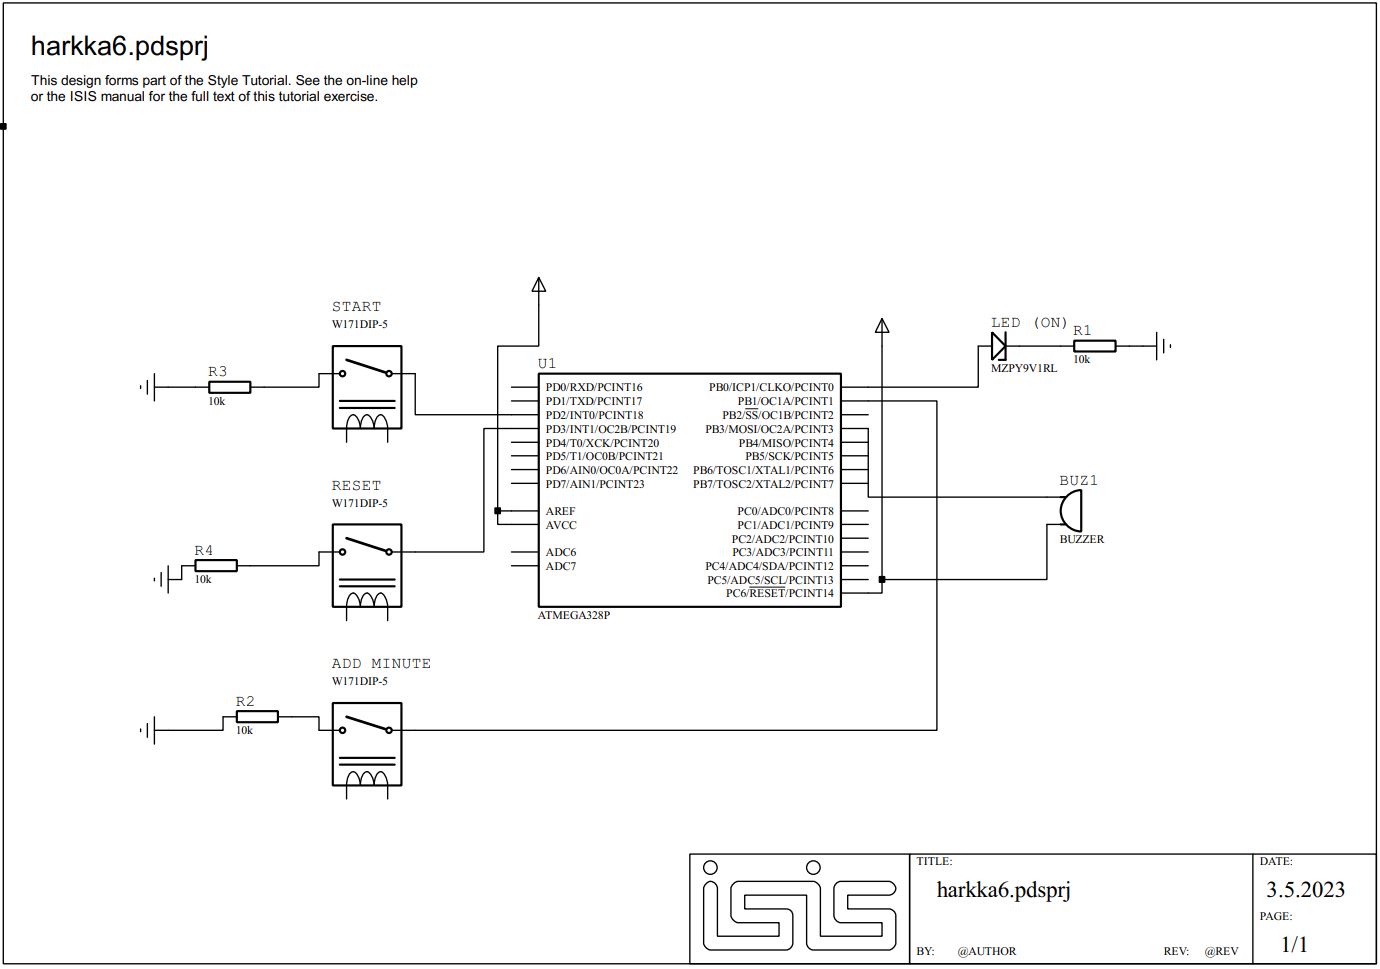 harkka6.pdsprj
This design forms part of the Style Tutorial. See the on-line help
or the ISIS manual for the full text of this tutorial exercise.
START
W171DIP-5
R3
10k
RESET
W171DIP-5
R4
10k
ADD MINUTE
W171DIP-5
R2
10k
U1
PD0/RXD/PCINT16
PD1/TXD/PCINT17
PD2/INT0/PCINT18
PD3/INT1/OC2B/PCINT19
PD4/T0/XCK/PCINT20
PD5/T1/OC0B/PCINT21
PD6/AIN0/OC0A/PCINT22
PD7/AIN1/PCINT23
AREF
AVCC
ADC6
ADC7
PB0/ICP1/CLKO/PCINT0
PB1/OC1A/PCINT1
PB2/SS/OC1B/PCINT2
PB3/MOSI/OC2A/PCINT3
PB4/MISO/PCINT4
PB5/SCK/PCINT5
PB6/TOSC1/XTAL1/PCINT6
PB7/TOSC2/XTAL2/PCINT7
PC0/ADC0/PCINT8
PC1/ADC1/PCINT9
PC2/ADC2/PCINT10
PC3/ADC3/PCINT11
PC4/ADC4/SDA/PCINT12
PC5/ADC5/SCL/PCINT13
PC6/RESET/PCINT14
ATMEGA328P
LED (ON)
MZPY9V1RL
R1
10k
BUZ1
BUZZER
isis
TITLE:
harkka6.pdsprj
BY: @AUTHOR
REV: @REV
DATE:
3.5.2023
PAGE:
1/1